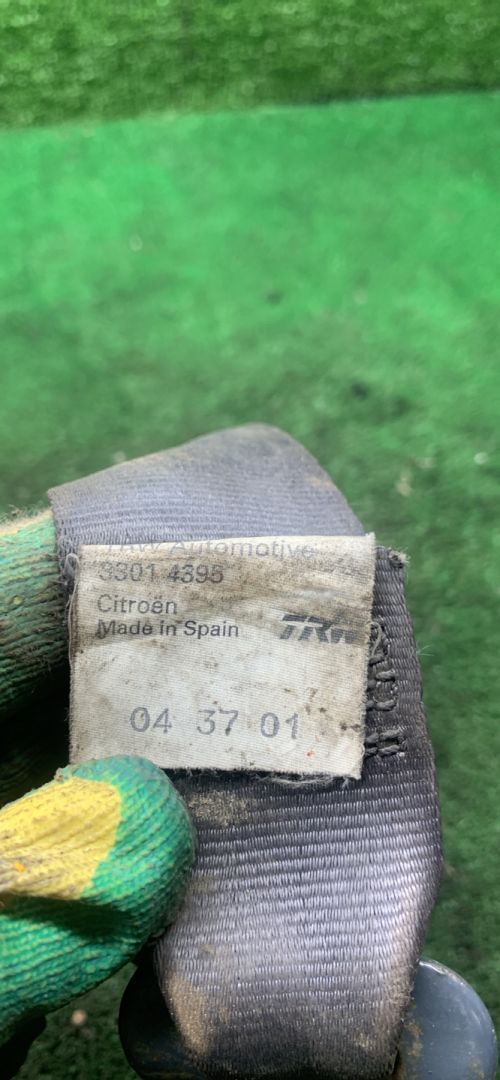 TRW Automotive
3301 4395
Citroën
Made in Spain TRW
04 37 01